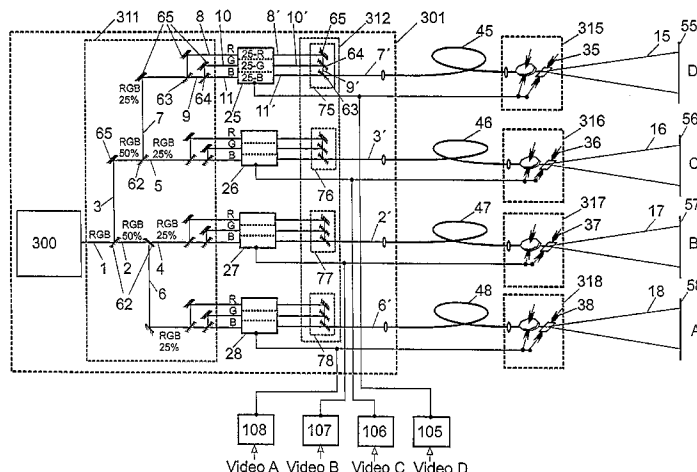 311 65 8 10 8' 10' 65 312 301 45 315 35 55
R G B
25-R 25-G 25-B
64 9' 63 7' 15 D
RGB 25%
63 64 9 11 25 11' 75
7
65 RGB 50% RGB 25% R G B 3' 46 316 36 16 56 C
62 5 26 76
3
300 RGB RGB 50% RGB 25% R G B 2' 47 317 37 17 57 B
1 2 4 27 77
62 6
RGB 25% R G B 6' 48 318 38 18 58 A
28 78
108 107 106 105
Video A Video B Video C Video D